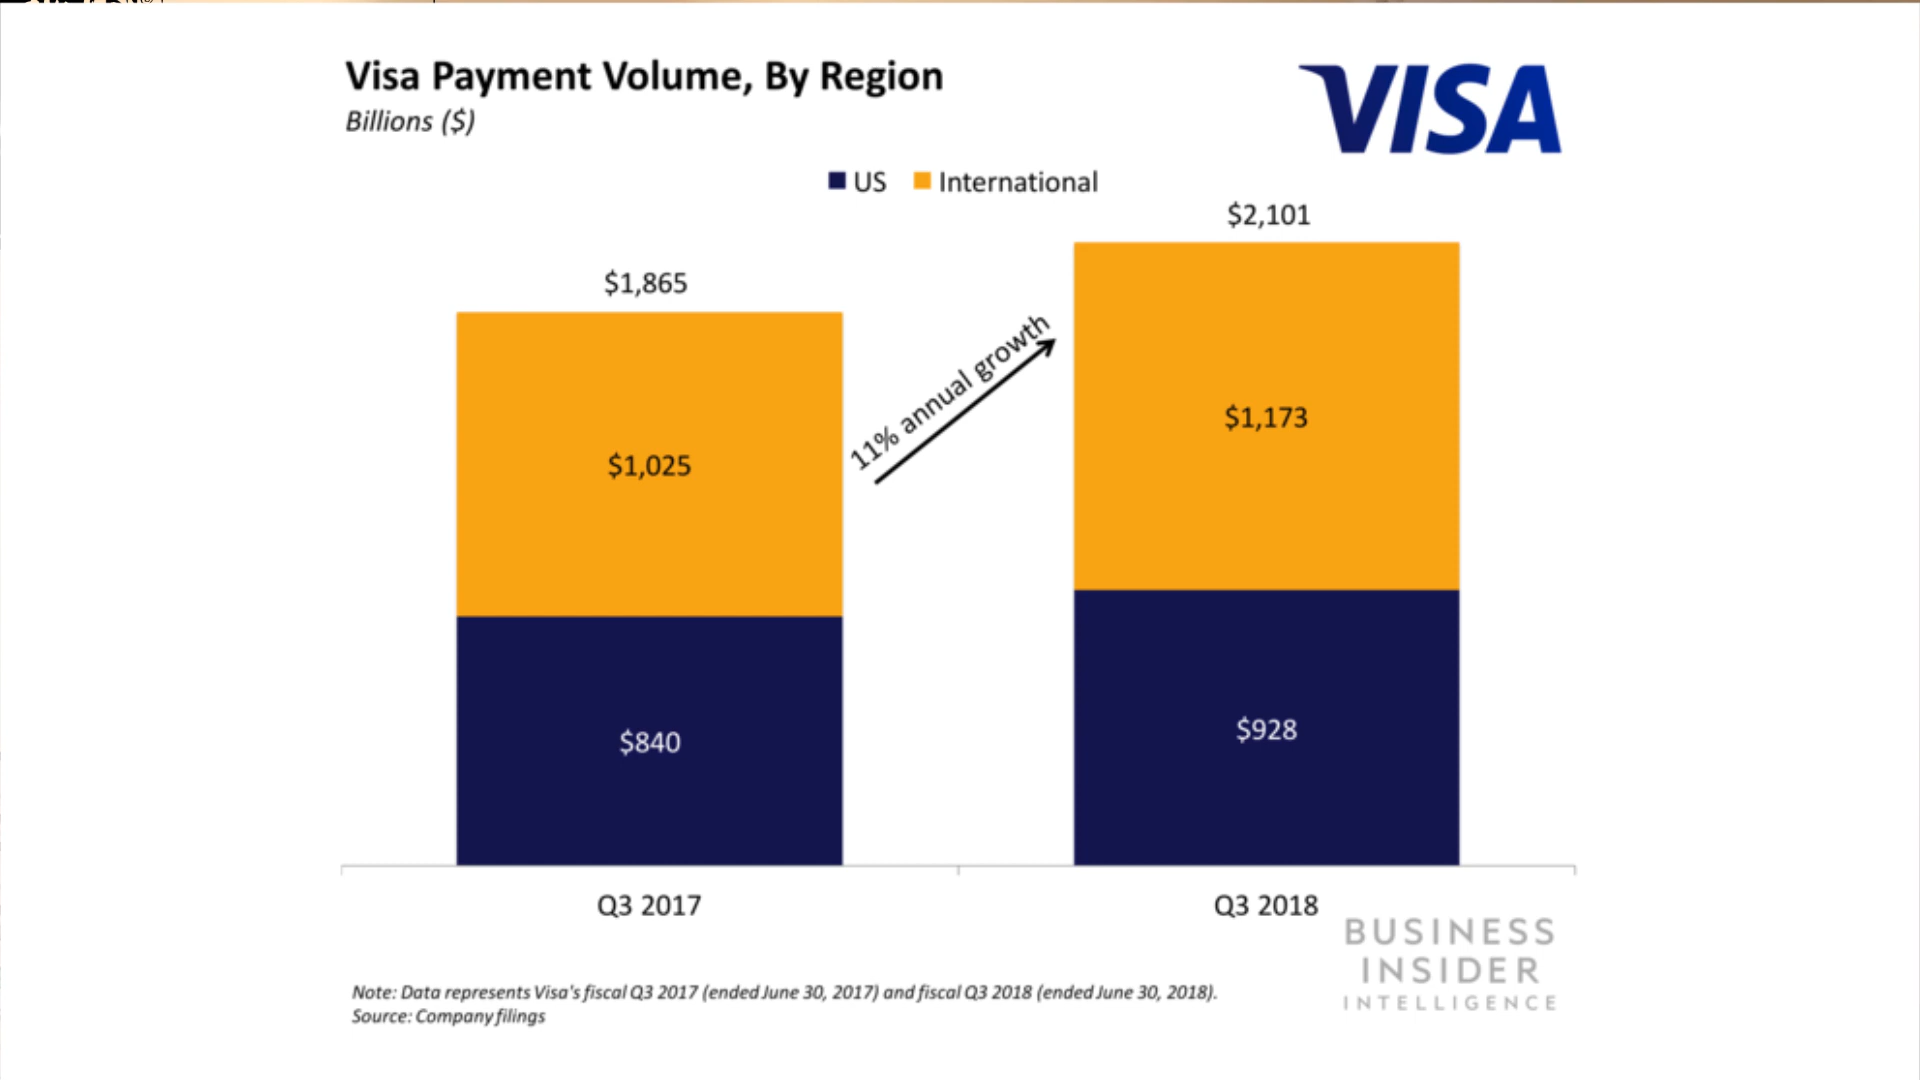 Visa Payment Volume, By Region
Billions ($)
VISA
US International
$2,101
$1,865
11% annual growth
$1,173
$1,025
$928
$840
Q3 2017 Q3 2018
BUSINESS
INSIDER
INTELLIGENCE
Note: Data represents Visa's fiscal Q3 2017 (ended June 30, 2017) and fiscal Q3 2018 (ended June 30, 2018).
Source: Company filings